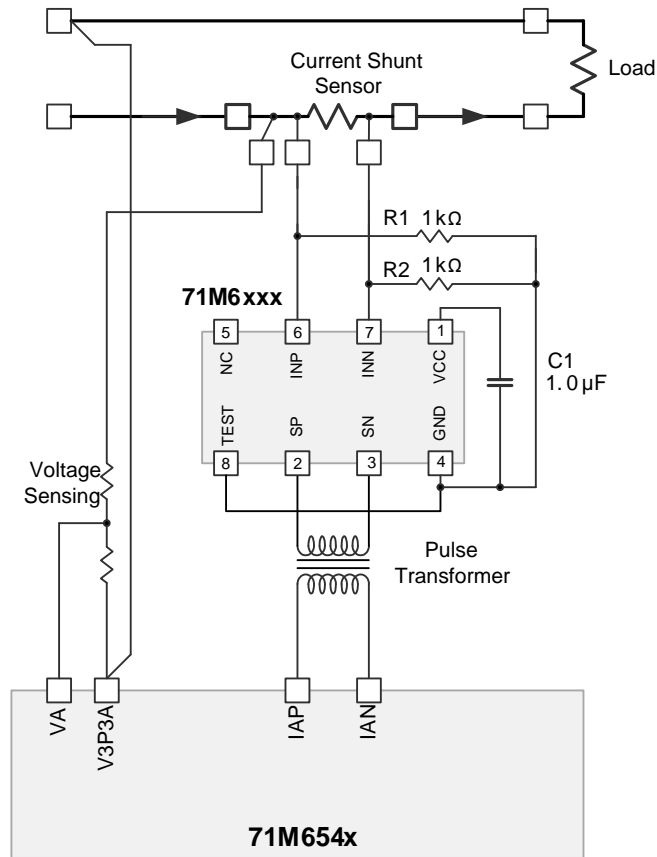 Current Shunt
Sensor
Load
R1 1kΩ
R2 1kΩ
71M6xxx
5 6 7 1
NC INP INN VCC
C1
1.0µF
TEST SP SN GND
8 2 3 4
Voltage
Sensing
Pulse
Transformer
VA V3P3A IAP IAN
71M654x